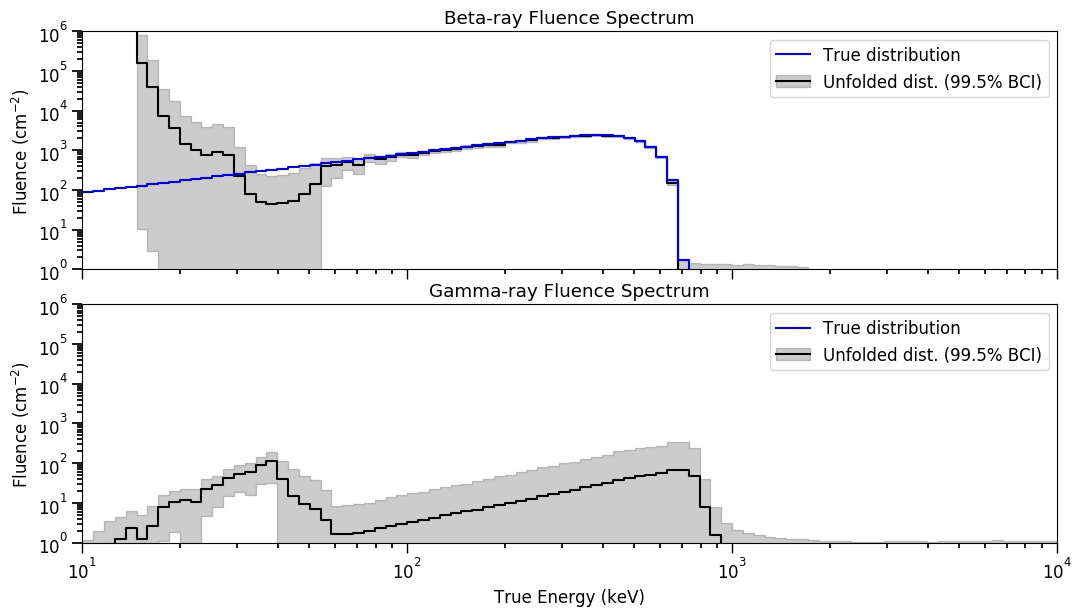 Beta-ray Fluence Spectrum
10^6
10^5
10^4
10^3
10^2
10^1
10^0
Fluence (cm^−2)
True distribution
Unfolded dist. (99.5% BCI)
Gamma-ray Fluence Spectrum
10^6
10^5
10^4
10^3
10^2
10^1
10^0
Fluence (cm^−2)
True distribution
Unfolded dist. (99.5% BCI)
10^1 10^2 10^3 10^4
True Energy (keV)